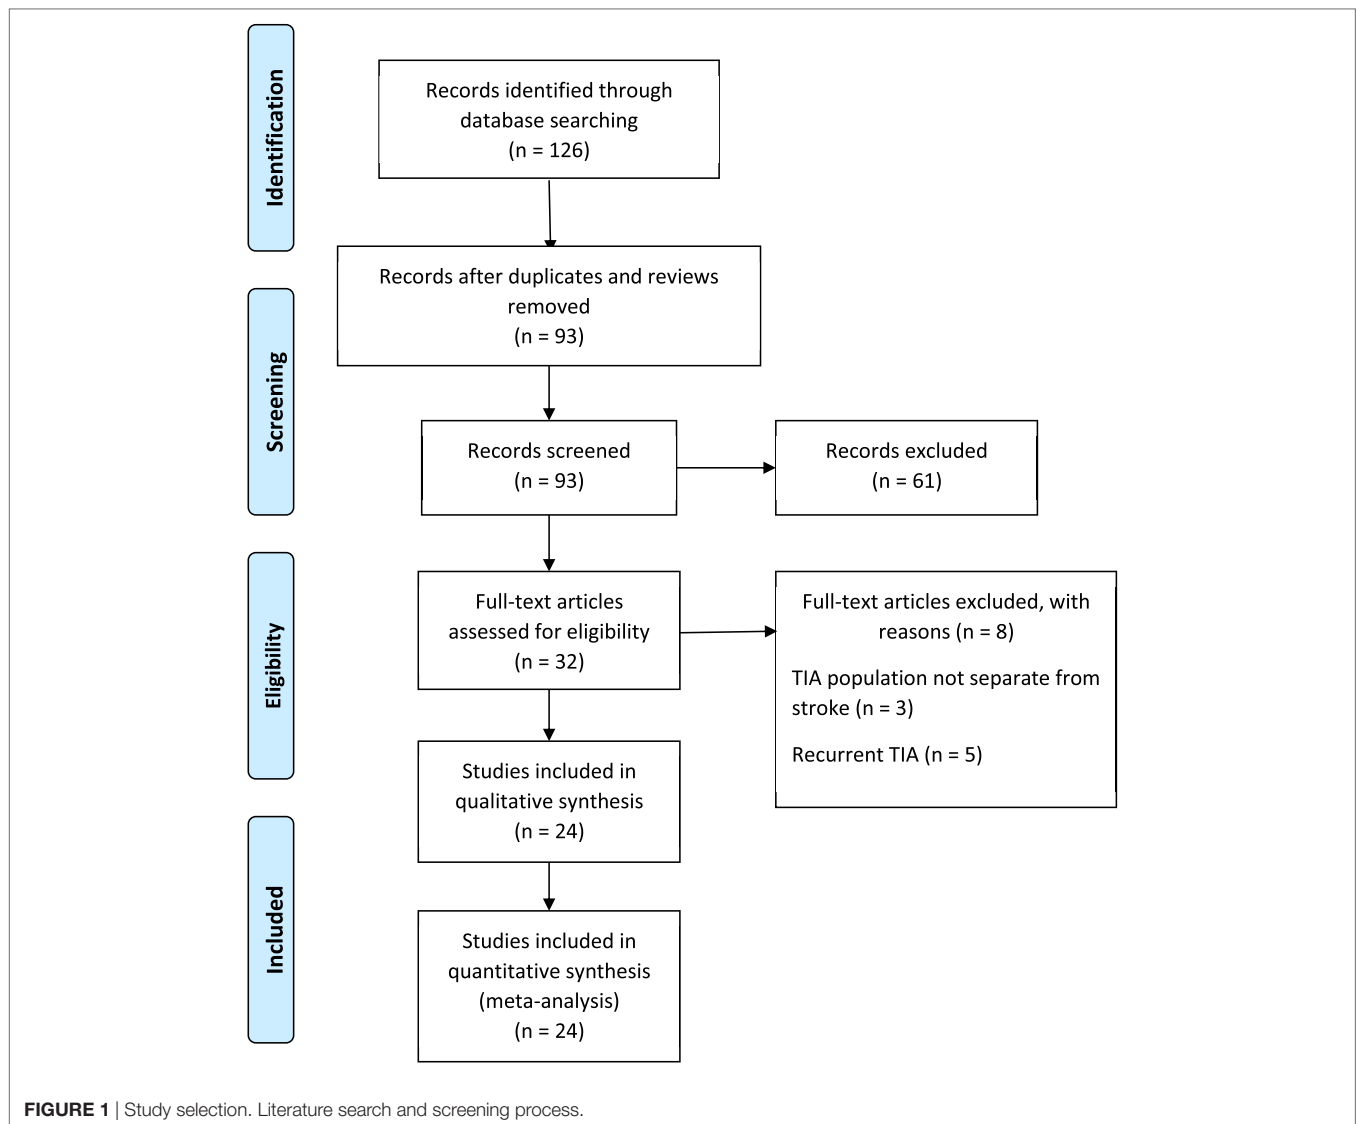 Identification
Records identified through
database searching
(n = 126)
Records after duplicates and reviews
removed
(n = 93)
Screening
Records screened
(n = 93)
Records excluded
(n = 61)
Eligibility
Full-text articles
assessed for eligibility
(n = 32)
Full-text articles excluded, with
reasons (n = 8)
TIA population not separate from
stroke (n = 3)
Recurrent TIA (n = 5)
Studies included in
qualitative synthesis
(n = 24)
Included
Studies included in
quantitative synthesis
(meta-analysis)
(n = 24)
FIGURE 1 | Study selection. Literature search and screening process.